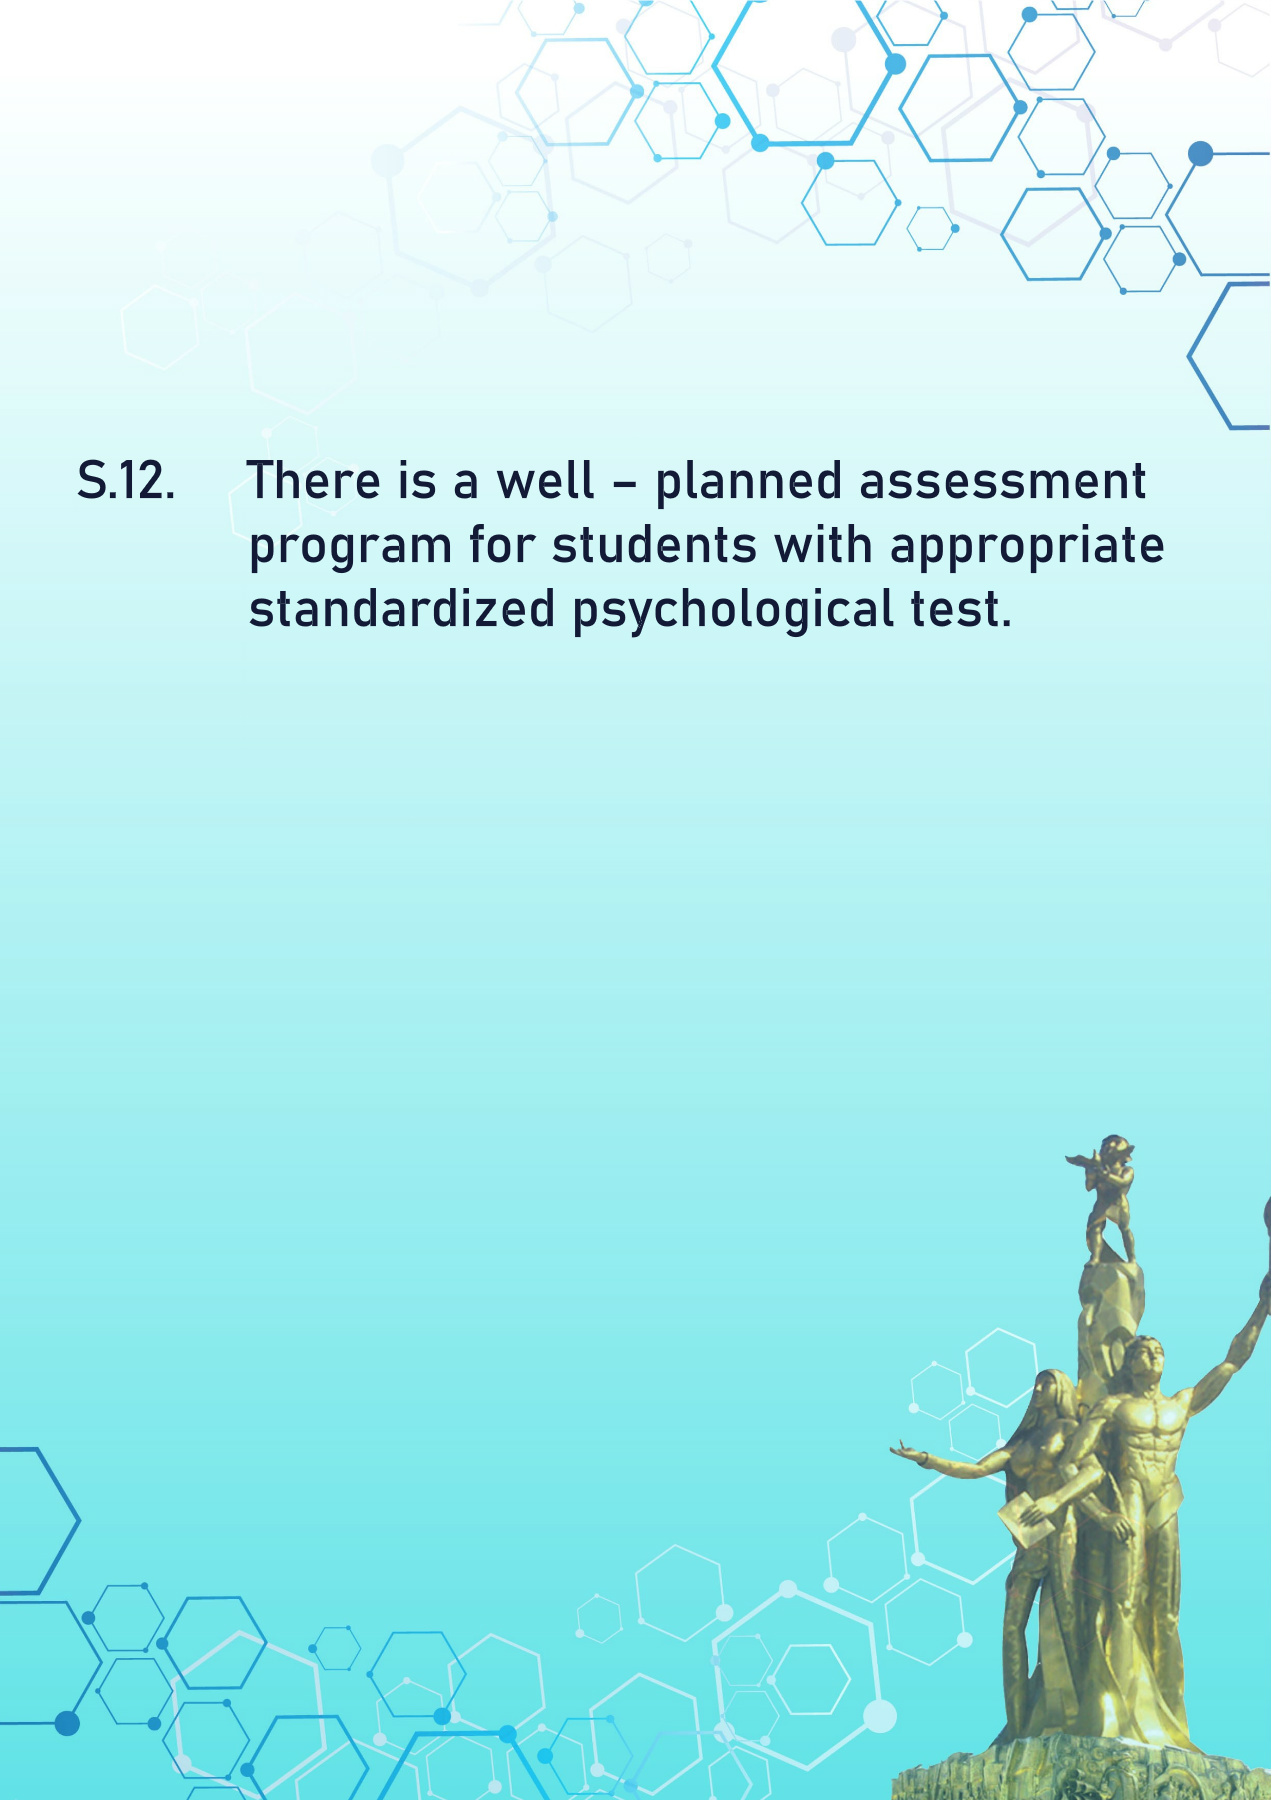 S.12. There is a well – planned assessment
program for students with appropriate
standardized psychological test.